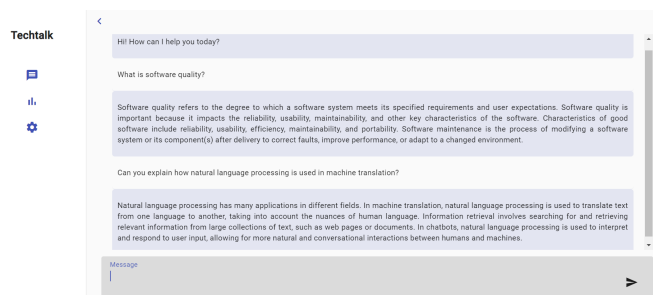 Techtalk
Hi! How can I help you today?
What is software quality?
Software quality refers to the degree to which a software system meets its specified requirements and user expectations. Software quality is
important because it impacts the reliability, usability, maintainability, and other key characteristics of the software. Characteristics of good
software include reliability, usability, efficiency, maintainability, and portability. Software maintenance is the process of modifying a software
system or its component(s) after delivery to correct faults, improve performance, or adapt to a changed environment.
Can you explain how natural language processing is used in machine translation?
Natural language processing has many applications in different fields. In machine translation, natural language processing is used to translate text
from one language to another, taking into account the nuances of human language. Information retrieval involves searching for and retrieving
relevant information from large collections of text, such as web pages or documents. In chatbots, natural language processing is used to interpret
and respond to user input, allowing for more natural and conversational interactions between humans and machines.
Message